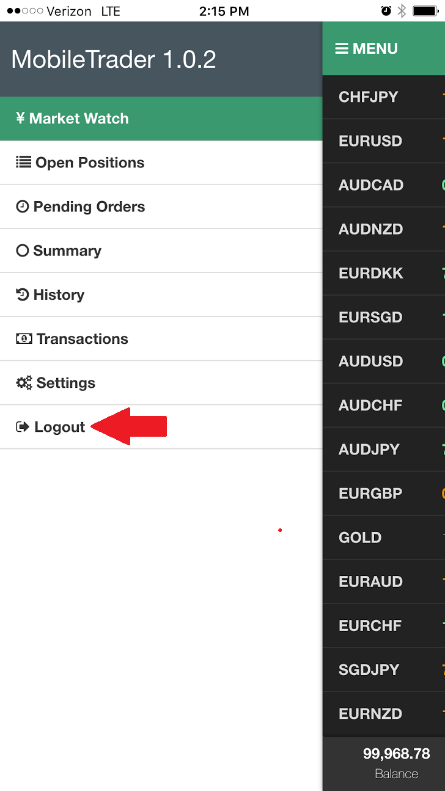 Verizon LTE 2:15 PM
MobileTrader 1.0.2
¥ Market Watch
Open Positions
Pending Orders
Summary
History
Transactions
Settings
Logout
MENU
CHFJPY
EURUSD
AUDCAD
AUDNZD
EURDKK
EURSGD
AUDUSD
AUDCHF
AUDJPY
EURGBP
GOLD
EURAUD
EURCHF
SGDJPY
EURNZD
99,968.78
Balance